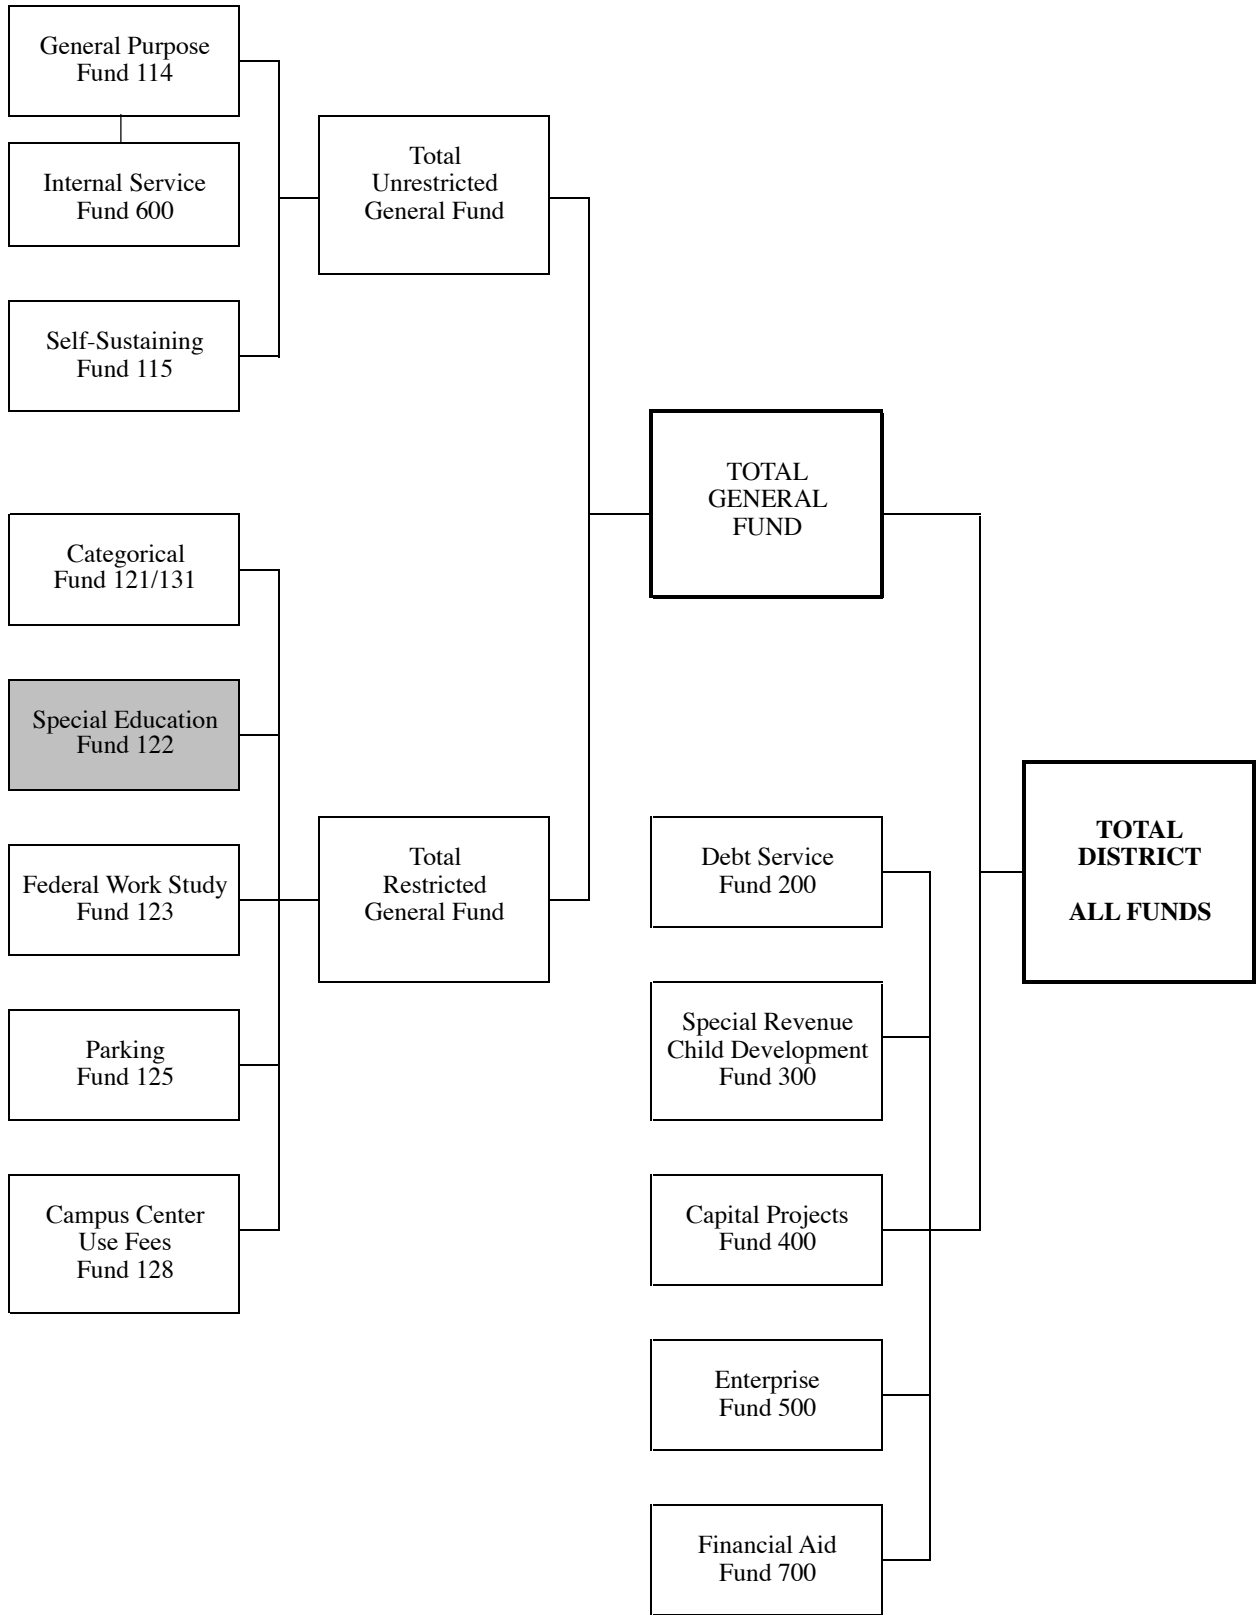 General Purpose
Fund 114
Internal Service
Fund 600
Self-Sustaining
Fund 115
Categorical
Fund 121/131
Special Education
Fund 122
Federal Work Study
Fund 123
Parking
Fund 125
Campus Center
Use Fees
Fund 128
Total
Unrestricted
General Fund
Total
Restricted
General Fund
TOTAL
GENERAL
FUND
Debt Service
Fund 200
Special Revenue
Child Development
Fund 300
Capital Projects
Fund 400
Enterprise
Fund 500
Financial Aid
Fund 700
TOTAL
DISTRICT
ALL FUNDS